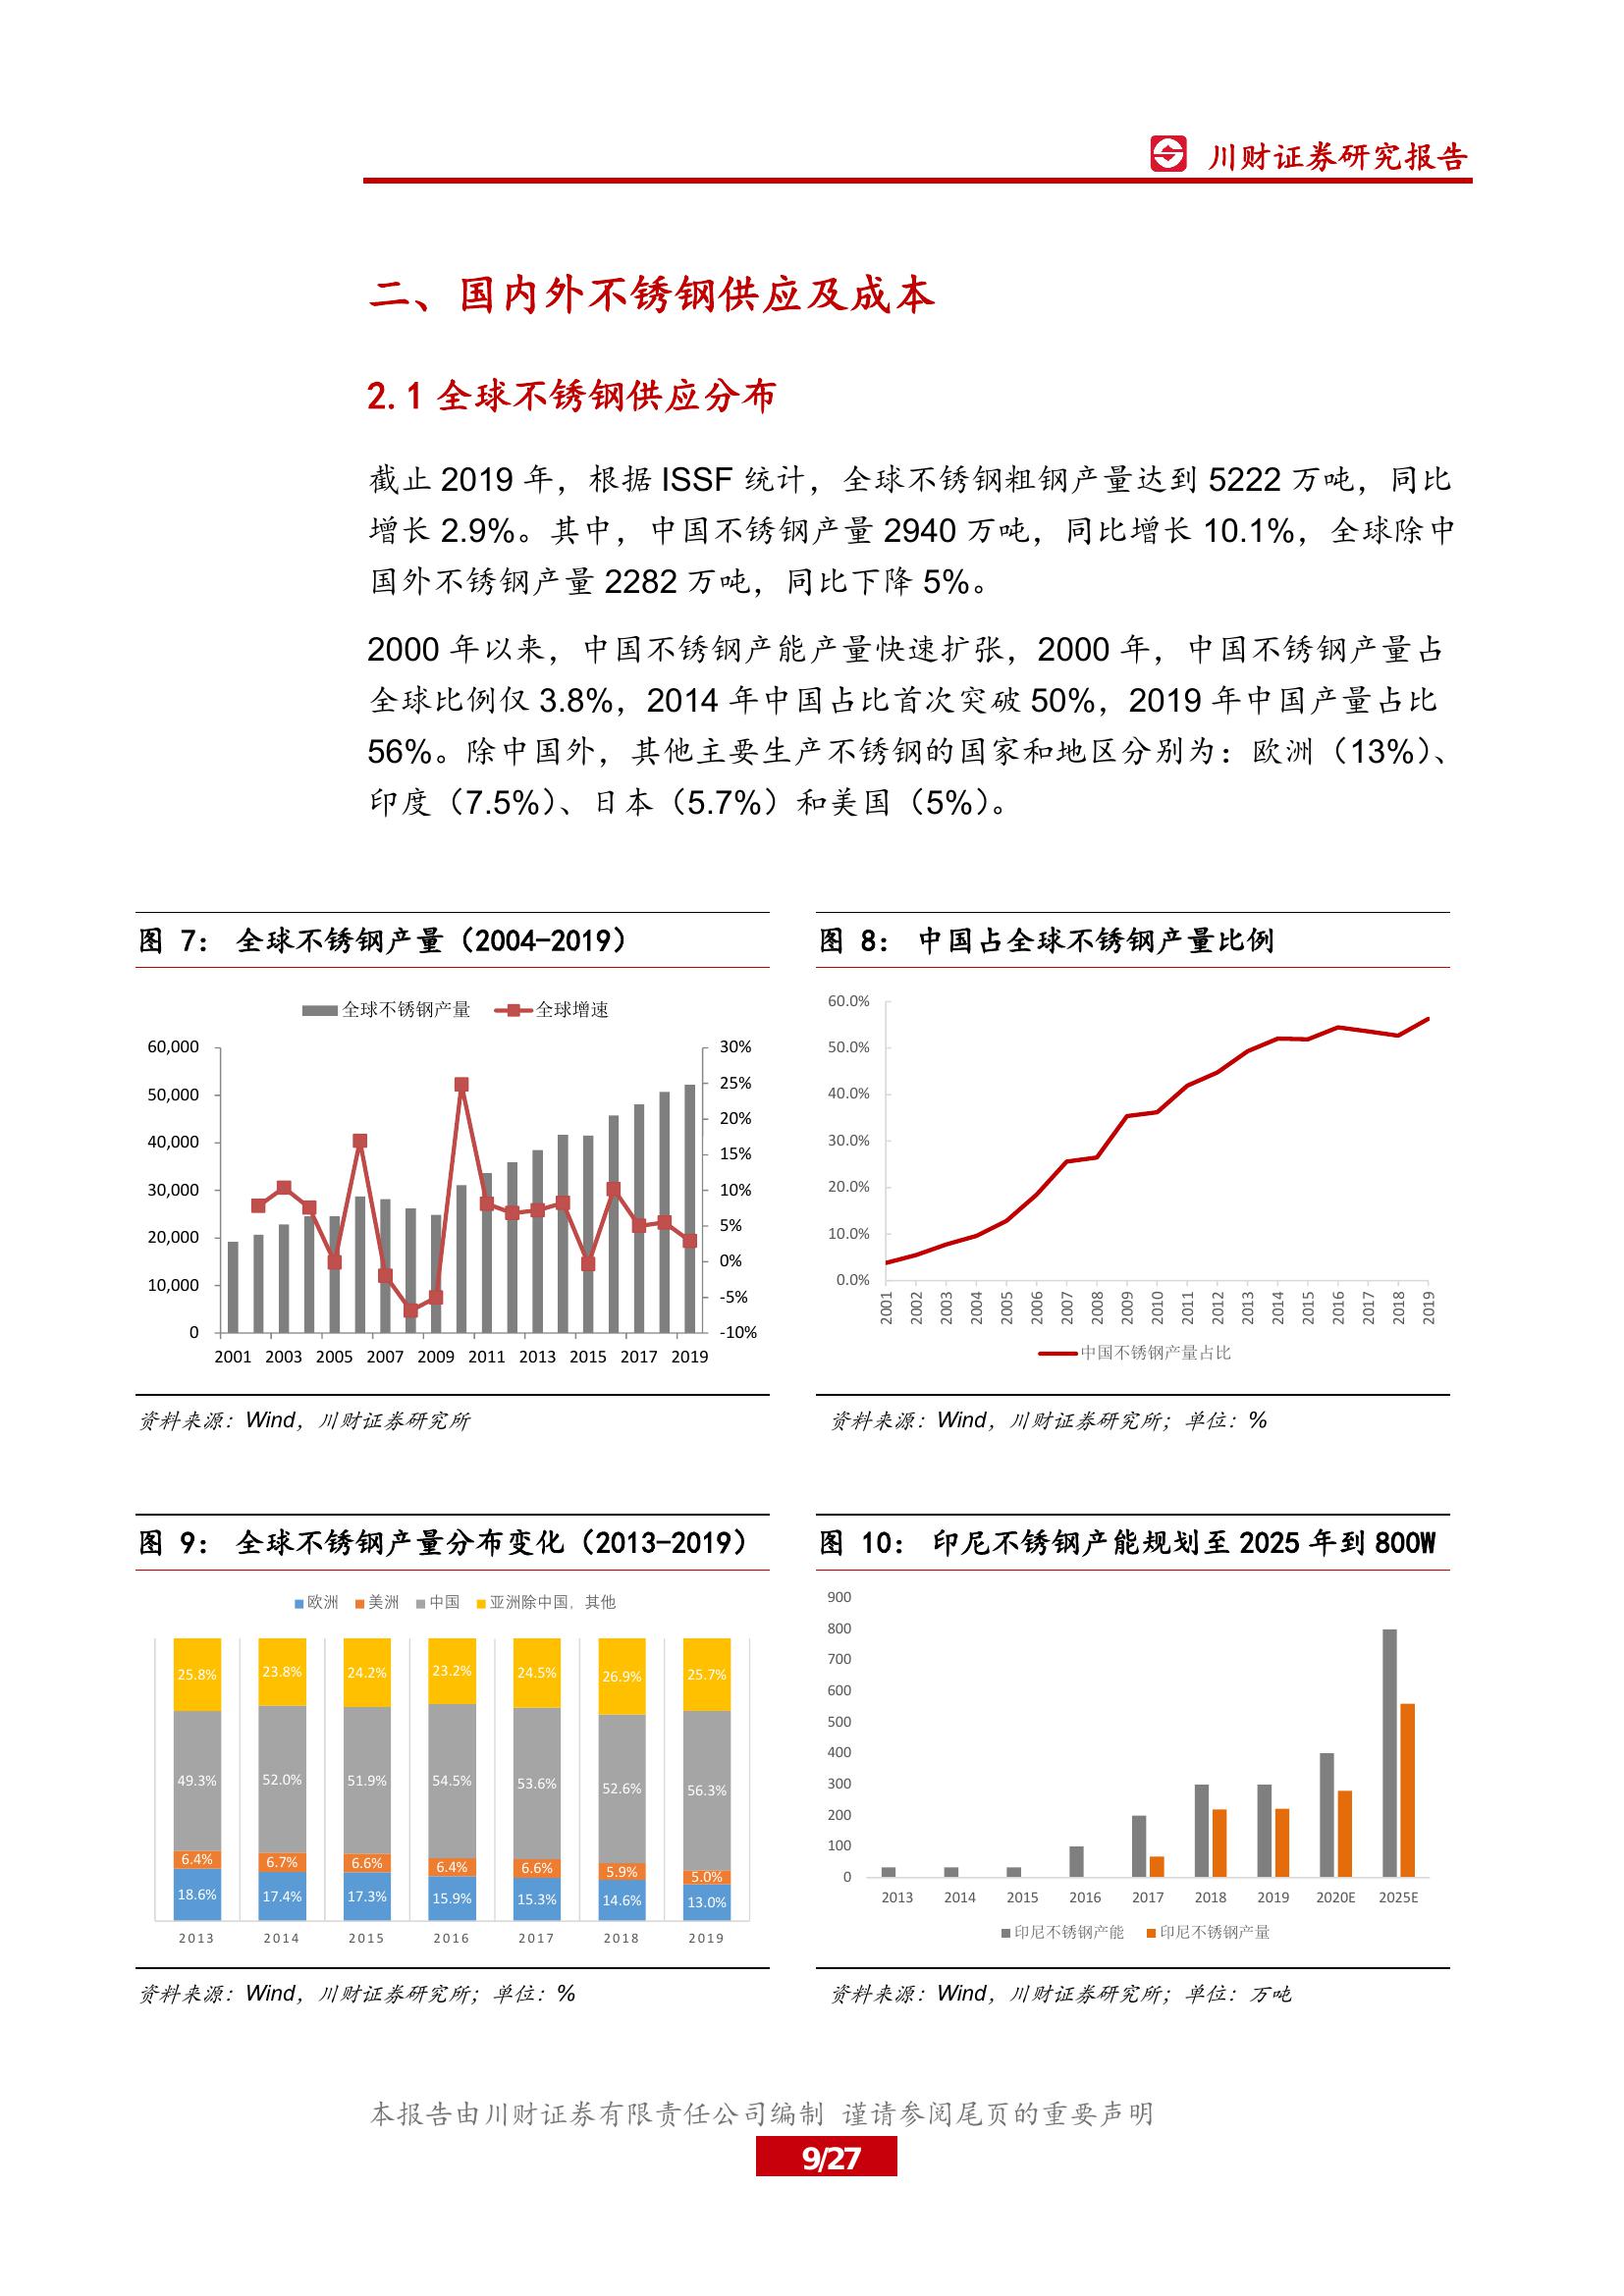 川财证券研究报告
二、国内外不锈钢供应及成本
2.1 全球不锈钢供应分布
截止 2019 年，根据 ISSF 统计，全球不锈钢粗钢产量达到 5222 万吨，同比
增长 2.9%。其中，中国不锈钢产量 2940 万吨，同比增长 10.1%，全球除中
国外不锈钢产量 2282 万吨，同比下降 5%。
2000 年以来，中国不锈钢产能产量快速扩张，2000 年，中国不锈钢产量占
全球比例仅 3.8%，2014 年中国占比首次突破 50%，2019 年中国产量占比
56%。除中国外，其他主要生产不锈钢的国家和地区分别为：欧洲（13%）、
印度（7.5%）、日本（5.7%）和美国（5%）。
图 7： 全球不锈钢产量（2004-2019）
全球不锈钢产量 全球增速
60,000 30%
25%
50,000
20%
40,000
15%
30,000 10%
5%
20,000
0%
10,000
-5%
0 -10%
2001 2003 2005 2007 2009 2011 2013 2015 2017 2019
资料来源：Wind，川财证券研究所
图 8： 中国占全球不锈钢产量比例
60.0%
50.0%
40.0%
30.0%
20.0%
10.0%
0.0%
2001 2002 2003 2004 2005 2006 2007 2008 2009 2010 2011 2012 2013 2014 2015 2016 2017 2018 2019
中国不锈钢产量占比
资料来源：Wind，川财证券研究所；单位：%
图 9： 全球不锈钢产量分布变化（2013-2019）
欧洲 美洲 中国 亚洲除中国，其他
25.8% 23.8% 24.2% 23.2% 24.5% 26.9% 25.7%
49.3% 52.0% 51.9% 54.5% 53.6% 52.6% 56.3%
6.4% 6.7% 6.6% 6.4% 6.6% 5.9% 5.0%
18.6% 17.4% 17.3% 15.9% 15.3% 14.6% 13.0%
2013 2014 2015 2016 2017 2018 2019
资料来源：Wind，川财证券研究所；单位：%
图 10： 印尼不锈钢产能规划至 2025 年到 800W
900
800
700
600
500
400
300
200
100
0
2013 2014 2015 2016 2017 2018 2019 2020E 2025E
印尼不锈钢产能 印尼不锈钢产量
资料来源：Wind，川财证券研究所；单位：万吨
本报告由川财证券有限责任公司编制 谨请参阅尾页的重要声明
9/27